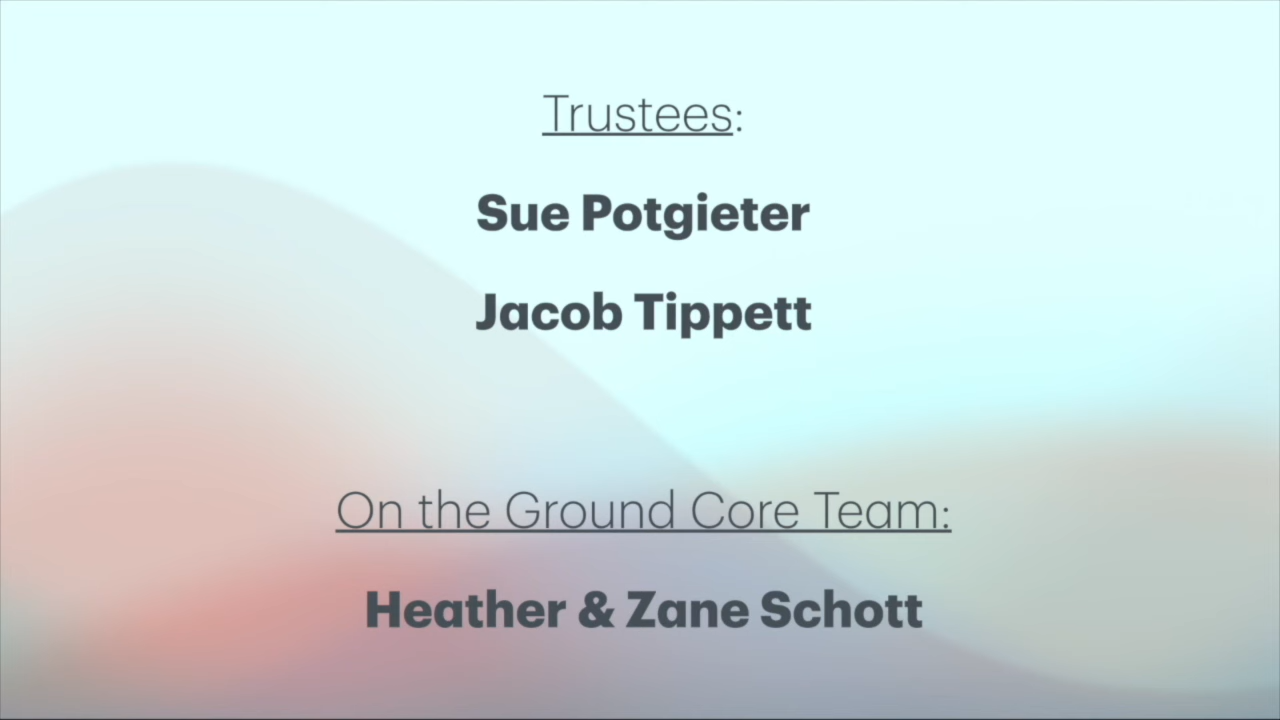 Trustees:
Sue Potgieter
Jacob Tippett
On the Ground Core Team:
Heather & Zane Schott